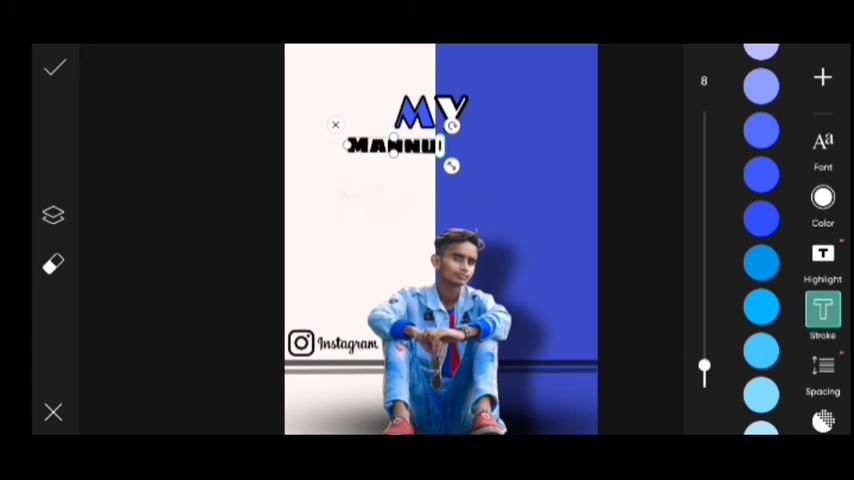 8
MY
MANNU
Aa
Font
Color
T
Highlight
T
Stroke
Spacing
Instagram